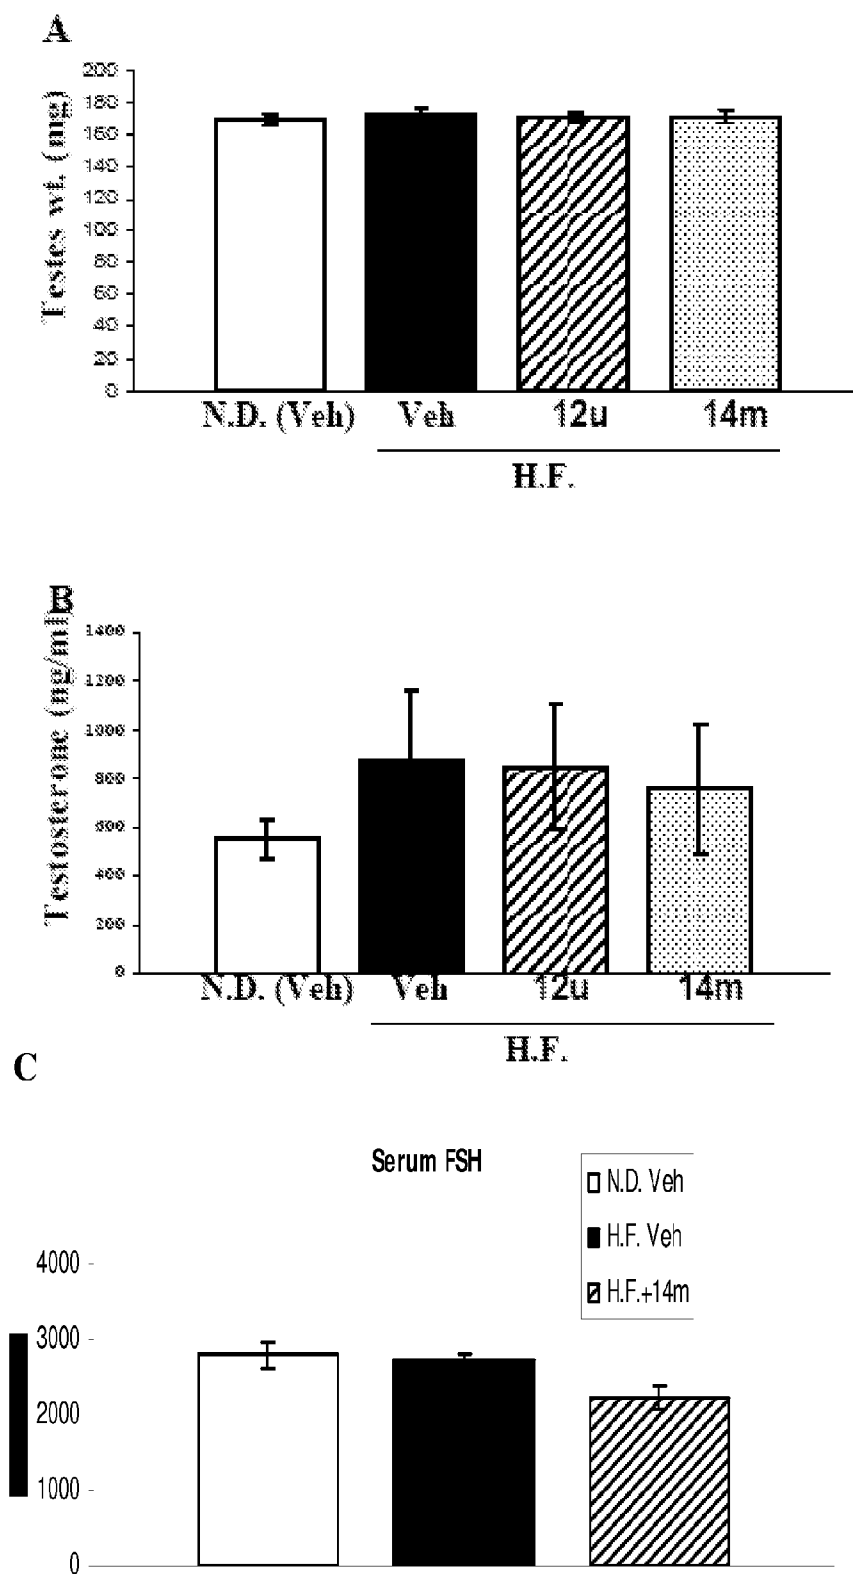 A
Testes wt. (mg)
200
180
160
140
120
100
80
60
40
20
0
N.D. (Veh) Veh 12u 14m
H.F.
B
Testosterone (ng/ml)
1400
1200
1000
800
600
400
200
0
N.D. (Veh) Veh 12u 14m
H.F.
C
Serum FSH
N.D. Veh
H.F. Veh
H.F.+14m
4000
3000
2000
1000
0